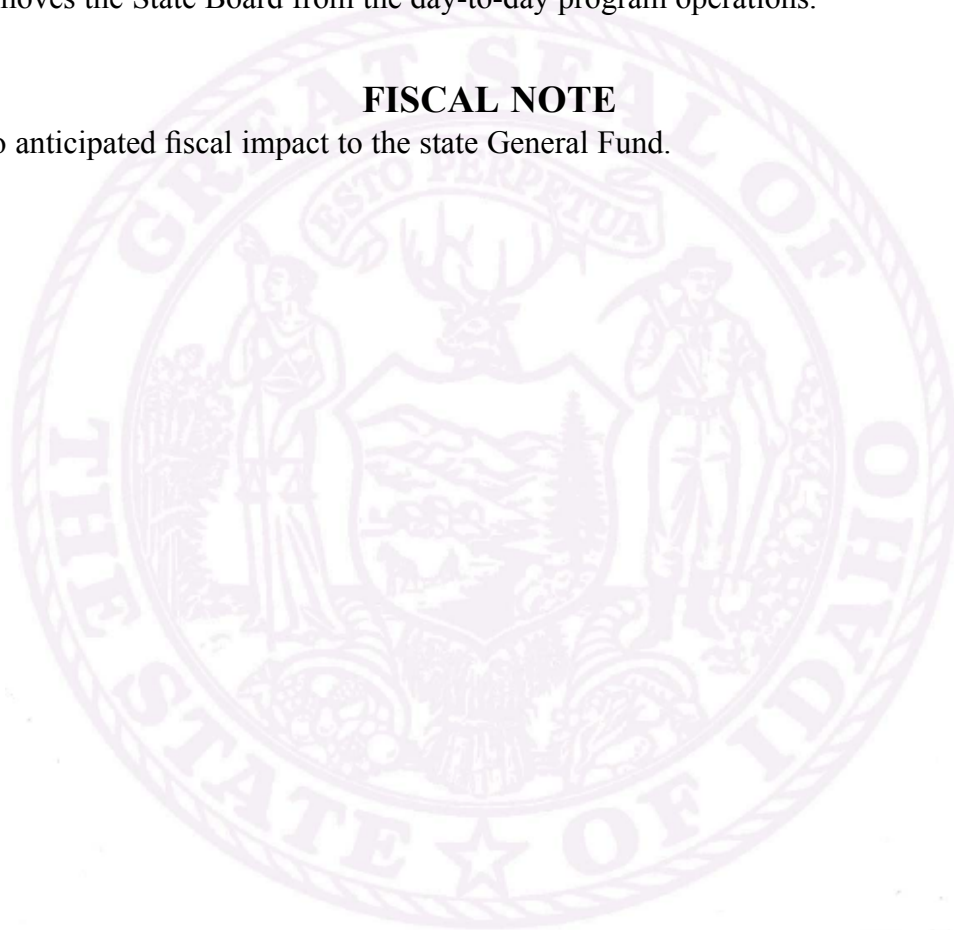 moves the State Board from the day-to-day program operations.
FISCAL NOTE
o anticipated fiscal impact to the state General Fund.
GREAT SEAL OF
ESTO PERPETUA
THE STATE OF IDAHO